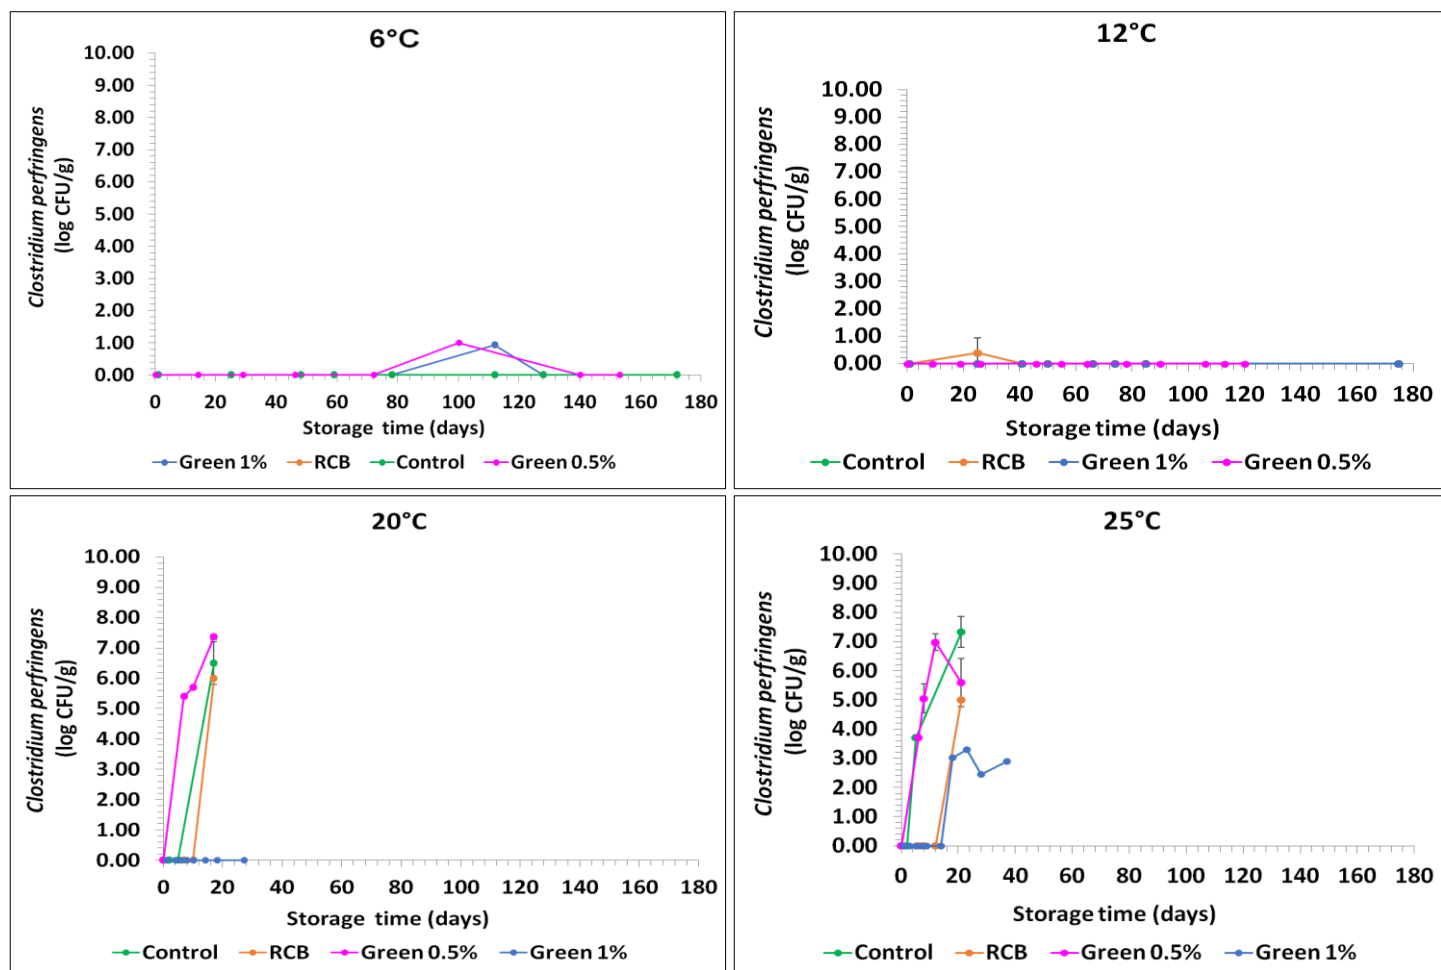 6°C
10.00
9.00
8.00
7.00
6.00
5.00
4.00
3.00
2.00
1.00
0.00
Clostridium perfringens
(log CFU/g)
0 20 40 60 80 100 120 140 160 180
Storage time (days)
Green 1% RCB Control Green 0.5%
12°C
10.00
9.00
8.00
7.00
6.00
5.00
4.00
3.00
2.00
1.00
0.00
Clostridium perfringens
(log CFU/g)
0 20 40 60 80 100 120 140 160 180
Storage time (days)
Control RCB Green 1% Green 0.5%
20°C
10.00
9.00
8.00
7.00
6.00
5.00
4.00
3.00
2.00
1.00
0.00
Clostridium perfringens
(log CFU/g)
0 20 40 60 80 100 120 140 160 180
Storage time (days)
Control RCB Green 0.5% Green 1%
25°C
10.00
9.00
8.00
7.00
6.00
5.00
4.00
3.00
2.00
1.00
0.00
Clostridium perfringens
(log CFU/g)
0 20 40 60 80 100 120 140 160 180
Storage time (days)
Control RCB Green 0.5% Green 1%